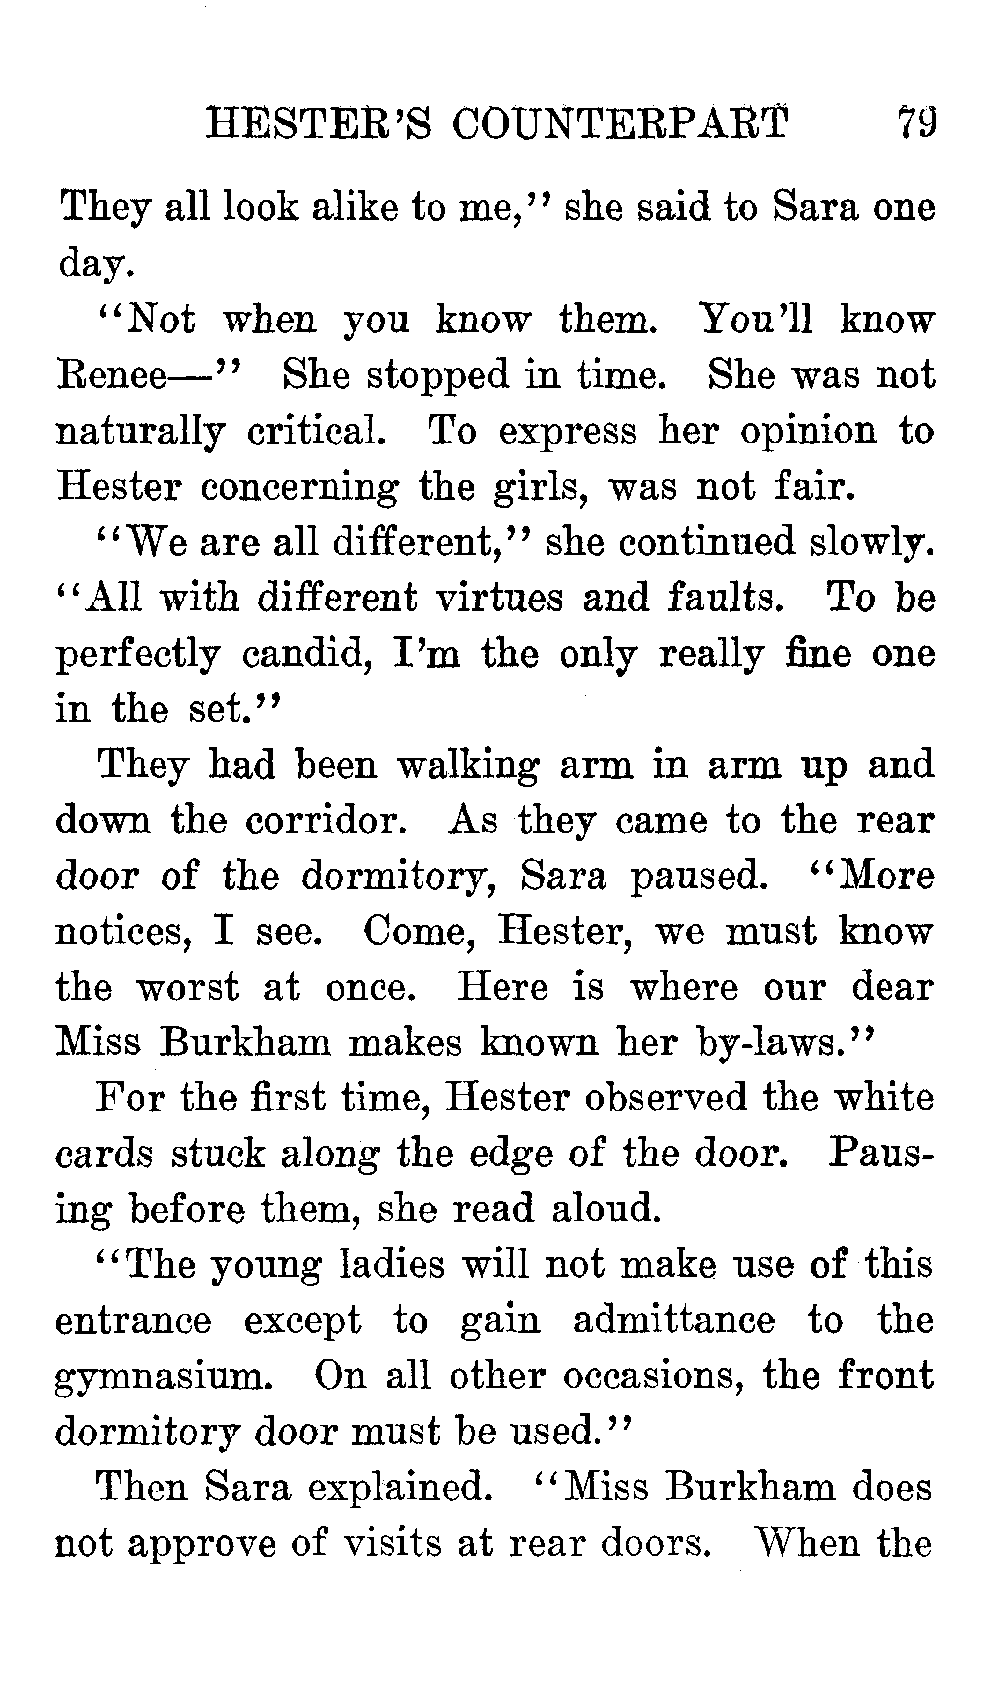 HESTER'S COUNTERPART 79
They all look alike to me,'' she said to Sara one
day.
''Not when you know them. You'll know
Renee—'' She stopped in time. She was not
naturally critical. To express her opinion to
Hester concerning the girls, was not fair.
''We are all different,'' she continued slowly.
''All with different virtues and faults. To be
perfectly candid, I'm the only really fine one
in the set.''
They had been walking arm in arm up and
down the corridor. As they came to the rear
door of the dormitory, Sara paused. ''More
notices, I see. Come, Hester, we must know
the worst at once. Here is where our dear
Miss Burkham makes known her by-laws.''
For the first time, Hester observed the white
cards stuck along the edge of the door. Paus-
ing before them, she read aloud.
''The young ladies will not make use of this
entrance except to gain admittance to the
gymnasium. On all other occasions, the front
dormitory door must be used.''
Then Sara explained. ''Miss Burkham does
not approve of visits at rear doors. When the